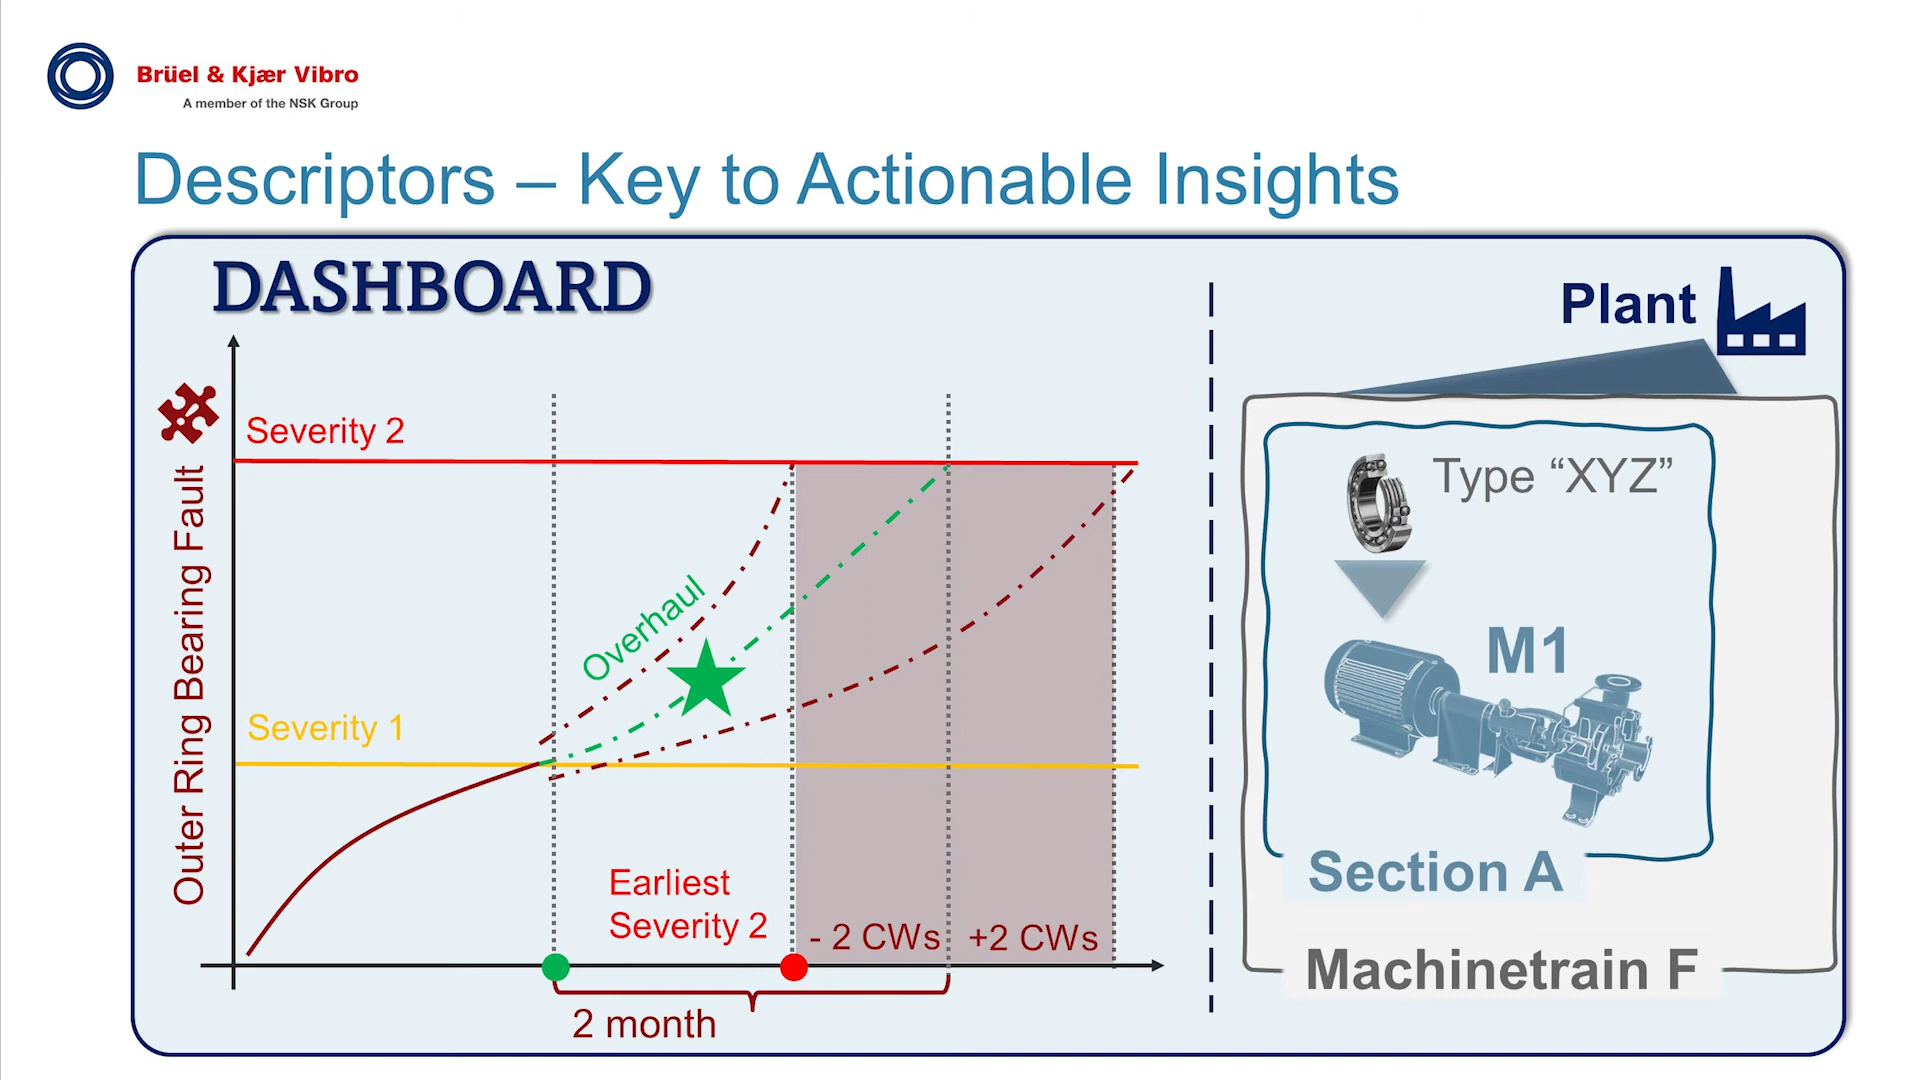 Brüel & Kjær Vibro
A member of the NSK Group
Descriptors – Key to Actionable Insights
DASHBOARD
Plant
Outer Ring Bearing Fault
Severity 2
Overhaul
Severity 1
Earliest
Severity 2
- 2 CWs
+2 CWs
2 month
Type “XYZ”
M1
Section A
Machinetrain F